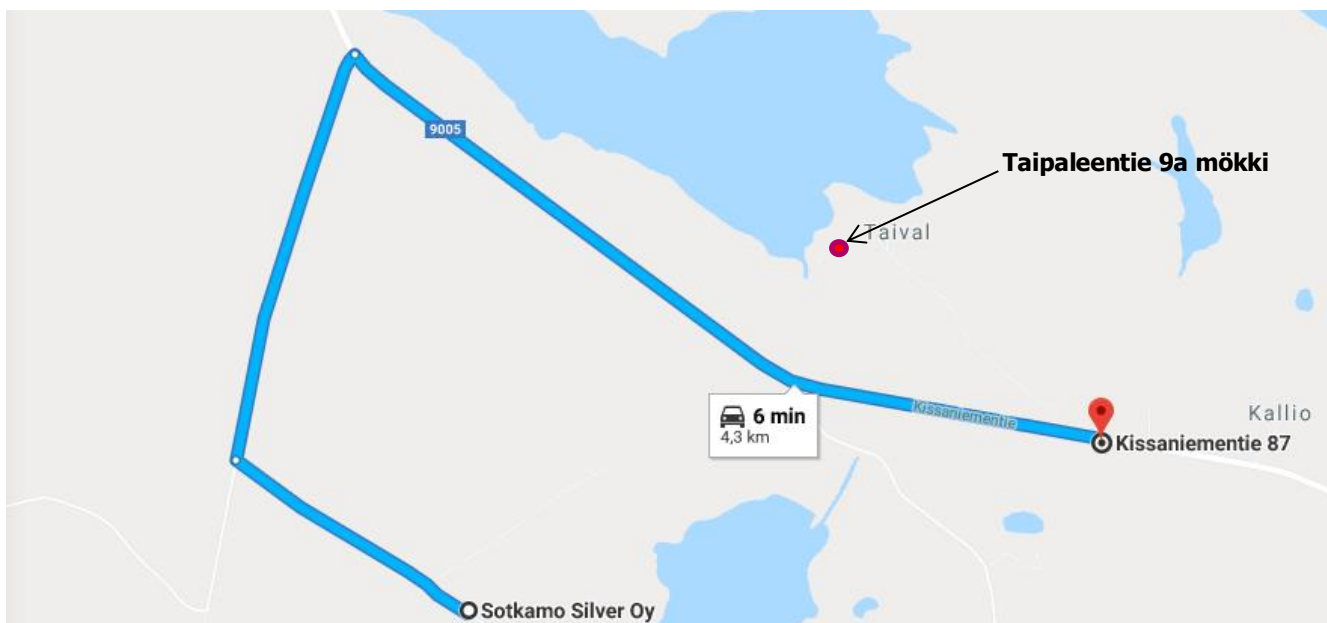 9005
Taipaleentie 9a mökki
Taival
6 min
4,3 km
Kissaniementie
Kallio
Kissaniementie 87
Sotkamo Silver Oy